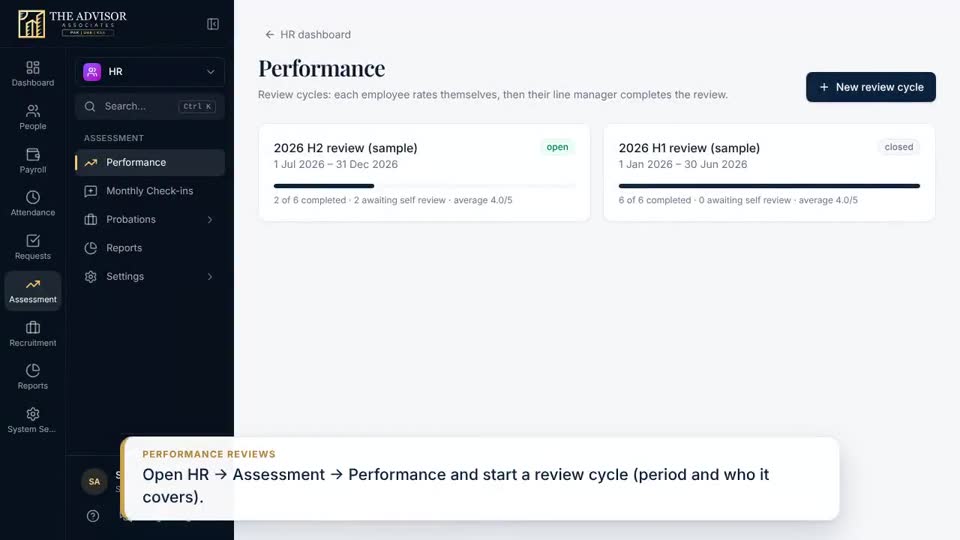 THE ADVISOR
ASSOCIATES
Dashboard
People
Payroll
Attendance
Requests
Assessment
Recruitment
Reports
System Se...
HR
Search...
Ctrl K
ASSESSMENT
Performance
Monthly Check-ins
Probations
Reports
Settings
SA
← HR dashboard
Performance
Review cycles: each employee rates themselves, then their line manager completes the review.
+ New review cycle
2026 H2 review (sample)
open
1 Jul 2026 – 31 Dec 2026
2 of 6 completed · 2 awaiting self review · average 4.0/5
2026 H1 review (sample)
closed
1 Jan 2026 – 30 Jun 2026
6 of 6 completed · 0 awaiting self review · average 4.0/5
PERFORMANCE REVIEWS
Open HR → Assessment → Performance and start a review cycle (period and who it
covers).